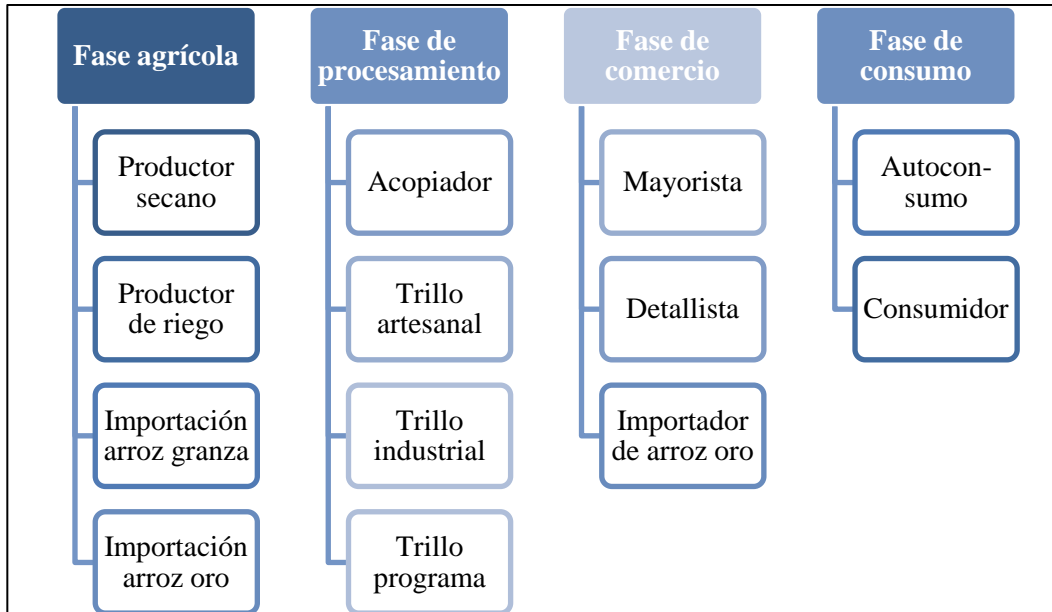 Fase agrícola
Productor
secano
Productor
de riego
Importación
arroz granza
Importación
arroz oro
Fase de
procesamiento
Acopiador
Trillo
artesanal
Trillo
industrial
Trillo
programa
Fase de
comercio
Mayorista
Detallista
Importador
de arroz oro
Fase de
consumo
Autocon-
sumo
Consumidor